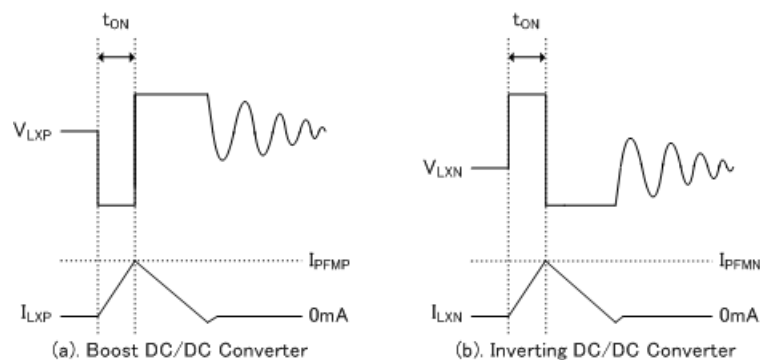 tON
tON
VLXP
VLXN
IPFMP
IPFMN
ILXP
0mA
ILXN
0mA
(a). Boost DC/DC Converter
(b). Inverting DC/DC Converter